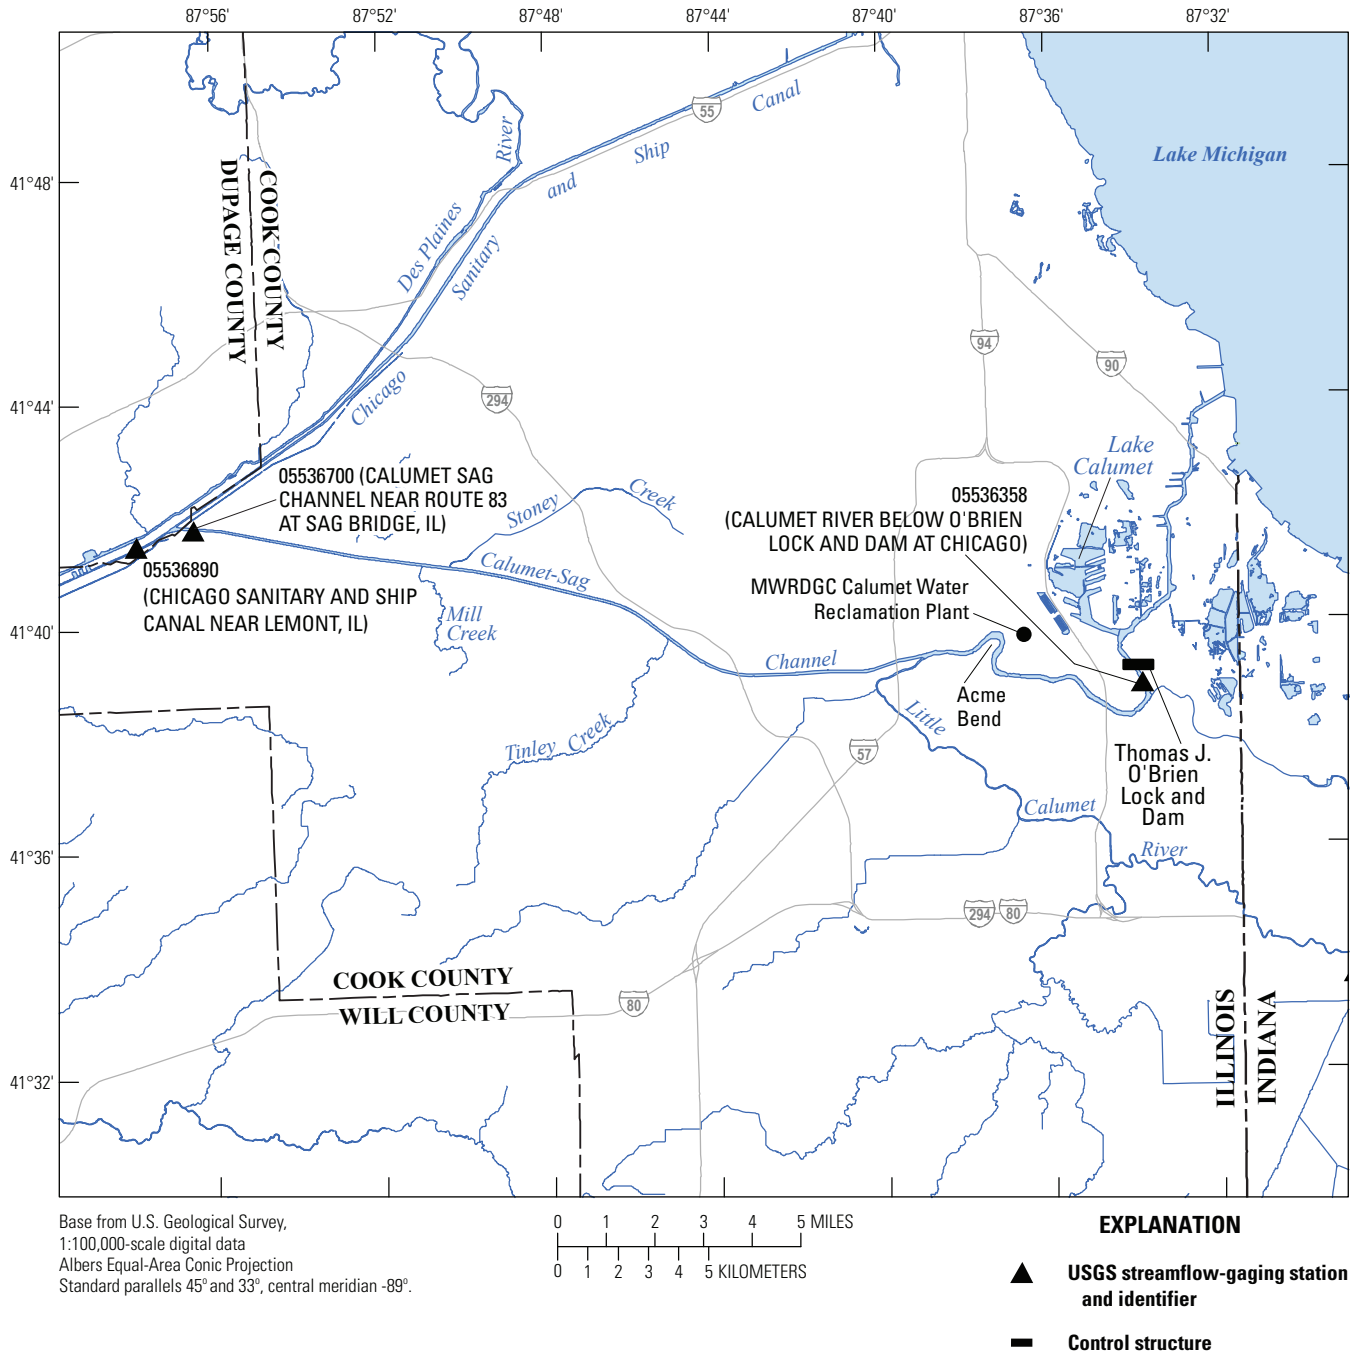 87°56' 87°52' 87°48' 87°44' 87°40' 87°36' 87°32'
41°48'
41°44'
41°40'
41°36'
41°32'
Lake Michigan
55
Canal
Ship
and
Sanitary
Chicago
River
Des Plaines
DUPAGE COUNTY
COOK COUNTY
94
90
294
Lake
Calumet
05536700 (CALUMET SAG
CHANNEL NEAR ROUTE 83
AT SAG BRIDGE, IL)
Stoney
Creek
05536358
(CALUMET RIVER BELOW O'BRIEN
LOCK AND DAM AT CHICAGO)
05536890
(CHICAGO SANITARY AND SHIP
CANAL NEAR LEMONT, IL)
Calumet-Sag
Channel
Mill
Creek
MWRDGC Calumet Water
Reclamation Plant
Acme
Bend
Little
Calumet
River
Tinley Creek
57
Thomas J.
O'Brien
Lock and
Dam
294
80
COOK COUNTY
WILL COUNTY
80
ILLINOIS
INDIANA
Base from U.S. Geological Survey,
1:100,000-scale digital data
Albers Equal-Area Conic Projection
Standard parallels 45° and 33°, central meridian -89°.
0 1 2 3 4 5 MILES
0 1 2 3 4 5 KILOMETERS
EXPLANATION
USGS streamflow-gaging station
and identifier
Control structure